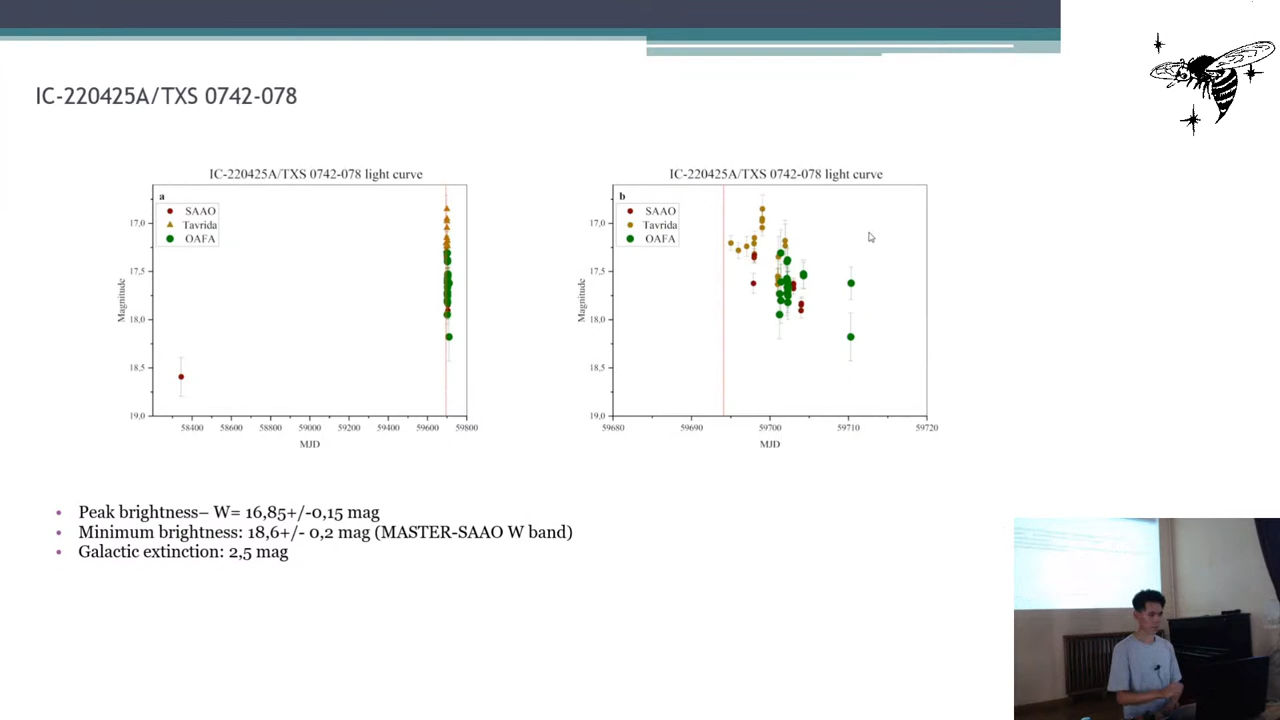 IC-220425A/TXS 0742-078
IC-220425A/TXS 0742-078 light curve
a
SAAO
Tavrida
OAFA
17,0
17,5
18,0
18,5
19,0
Magnitude
58400 58600 58800 59000 59200 59400 59600 59800
MJD
IC-220425A/TXS 0742-078 light curve
b
SAAO
Tavrida
OAFA
17,0
17,5
18,0
18,5
19,0
Magnitude
59680 59690 59700 59710 59720
MJD
• Peak brightness– W= 16,85+/-0,15 mag
• Minimum brightness: 18,6+/- 0,2 mag (MASTER-SAAO W band)
• Galactic extinction: 2,5 mag